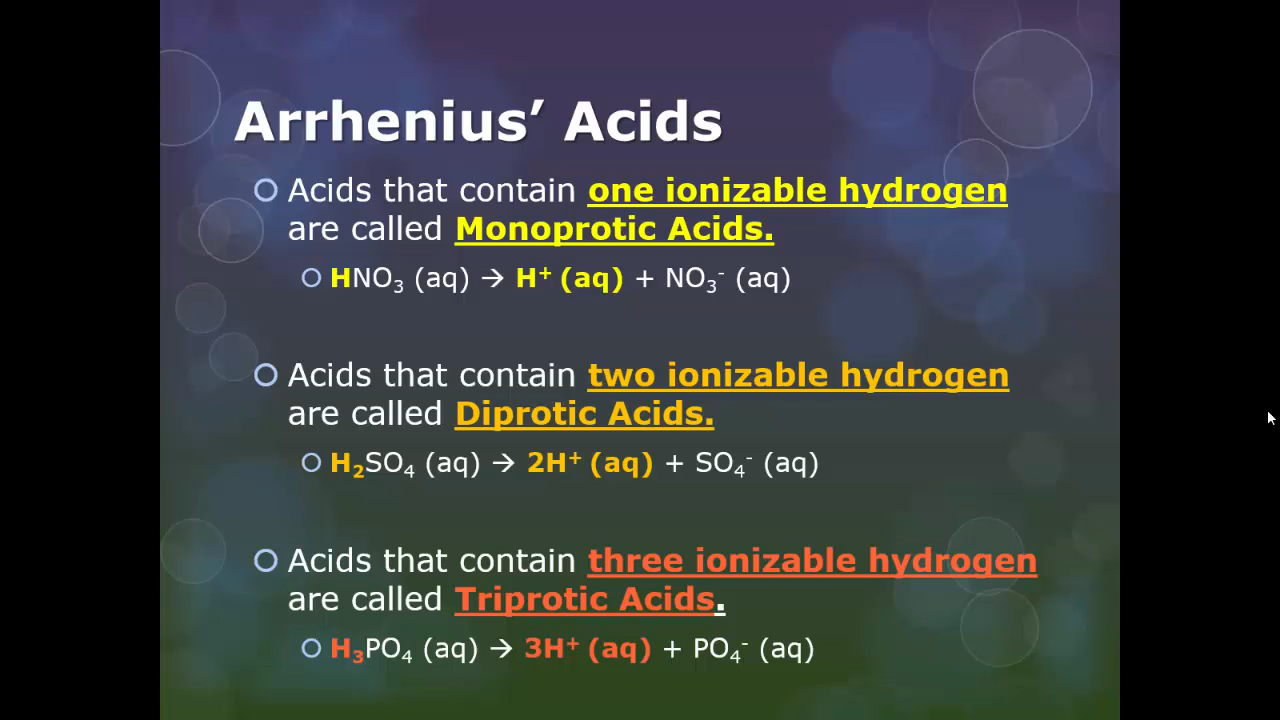 Arrhenius’ Acids
Acids that contain one ionizable hydrogen
are called Monoprotic Acids.
HNO₃ (aq) → H⁺ (aq) + NO₃⁻ (aq)
Acids that contain two ionizable hydrogen
are called Diprotic Acids.
H₂SO₄ (aq) → 2H⁺ (aq) + SO₄⁻ (aq)
Acids that contain three ionizable hydrogen
are called Triprotic Acids.
H₃PO₄ (aq) → 3H⁺ (aq) + PO₄⁻ (aq)